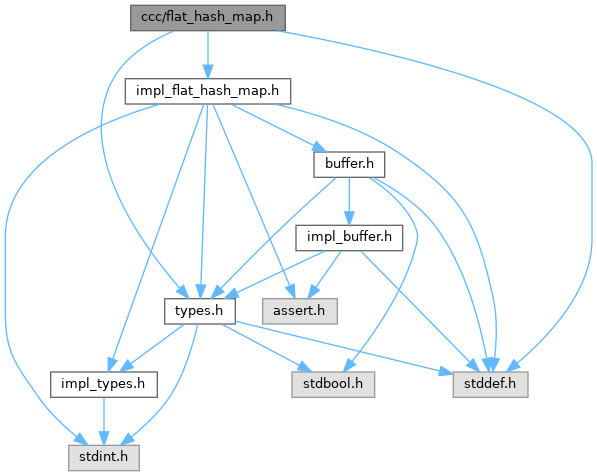 ccc/flat_hash_map.h
impl_flat_hash_map.h
buffer.h
impl_buffer.h
types.h
assert.h
impl_types.h
stdbool.h
stddef.h
stdint.h